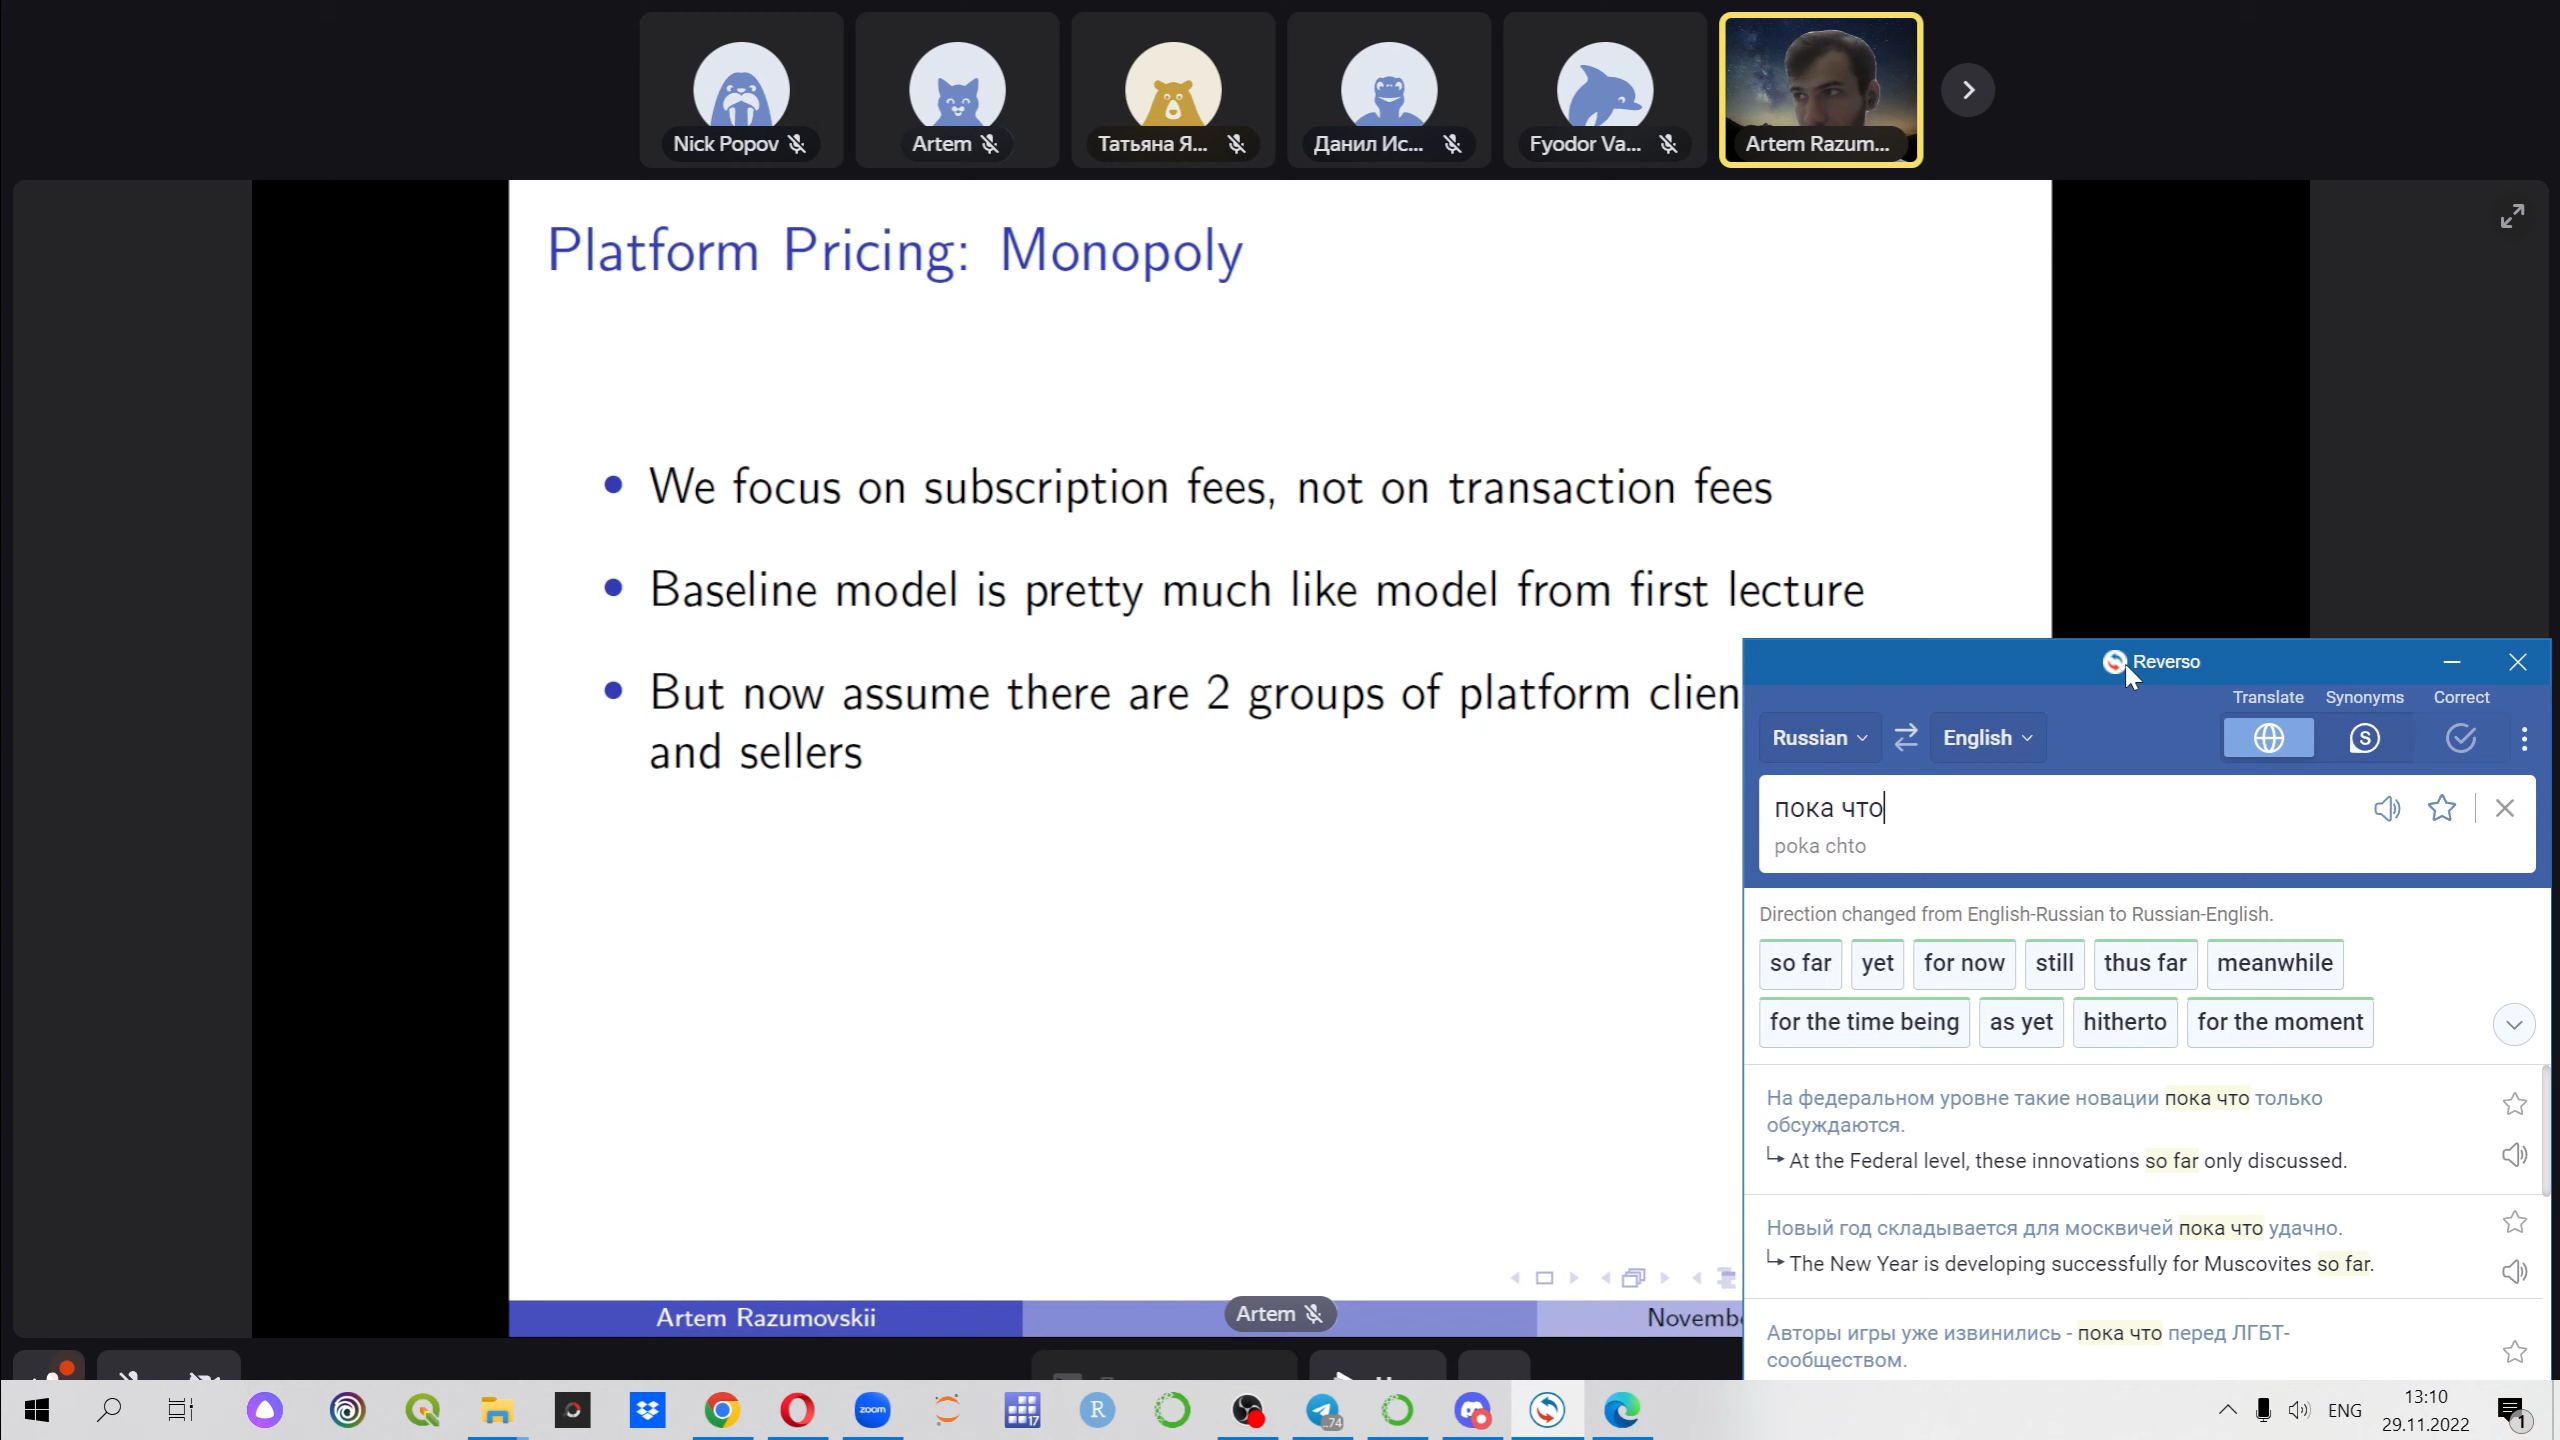 Nick Popov
Artem
Татьяна Я...
Данил Ис...
Fyodor Va...
Artem Razum...
Platform Pricing: Monopoly
• We focus on subscription fees, not on transaction fees
• Baseline model is pretty much like model from first lecture
• But now assume there are 2 groups of platform clien
and sellers
Artem Razumovskii
Artem
Novemb
Reverso
Translate Synonyms Correct
Russian English
S
пока что
poka chto
Direction changed from English-Russian to Russian-English.
so far yet for now still thus far meanwhile
for the time being as yet hitherto for the moment
На федеральном уровне такие новации пока что только
обсуждаются.
At the Federal level, these innovations so far only discussed.
Новый год складывается для москвичей пока что удачно.
The New Year is developing successfully for Muscovites so far.
Авторы игры уже извинились - пока что перед ЛГБТ-
сообществом.
zoom
17
R
..74
ENG
13:10
29.11.2022
1